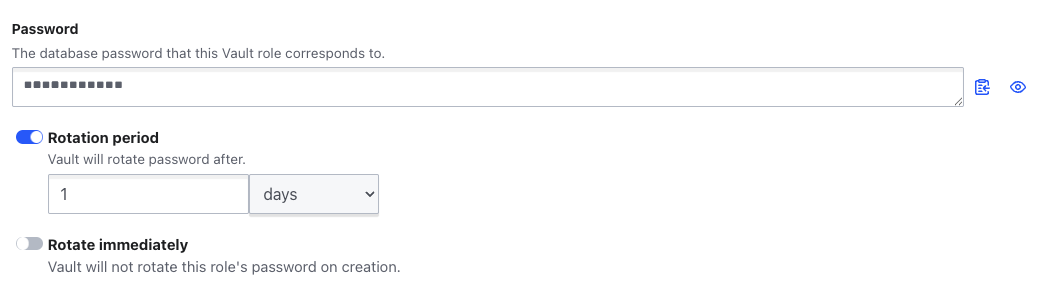 Password
The database password that this Vault role corresponds to.
▪▪▪▪▪▪▪▪▪▪▪
Rotation period
Vault will rotate password after.
1 days
Rotate immediately
Vault will not rotate this role's password on creation.